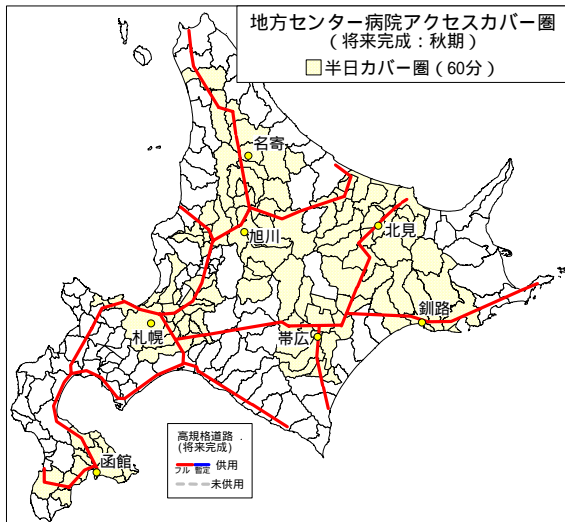 地方センター病院アクセスカバー圏
(将来完成:秋期)
半日カバー圏(60分)
名寄
旭川
北見
札幌
帯広
釧路
函館
高規格道路 .
(将来完成)
フル 暫定 供用
未供用